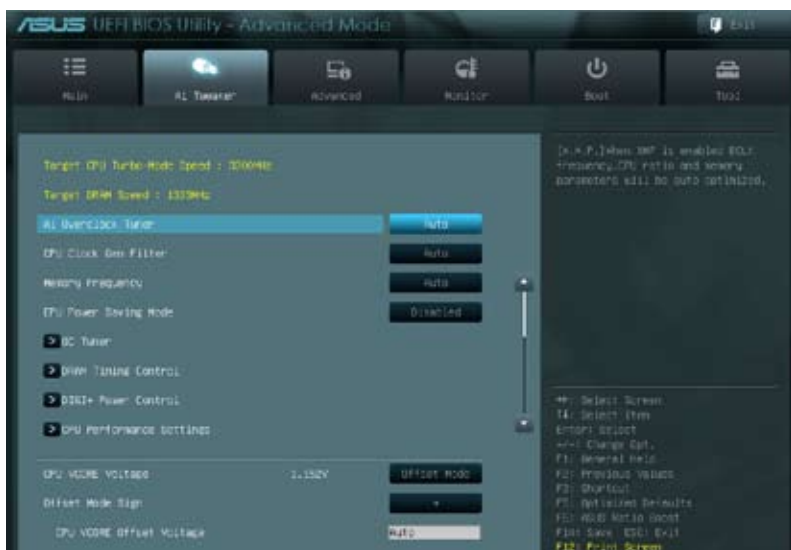 ASUS UEFI BIOS Utility - Advanced Mode
Exit
Main
Ai Tweaker
Advanced
Monitor
Boot
Tool
Target CPU Turbo-Mode Speed : 3200MHz
Target DRAM Speed : 1333MHz
Ai Overclock Tuner Auto
CPU Clock Gen Filter Auto
Memory Frequency Auto
EPU Power Saving Mode Disabled
> OC Tuner
> DRAM Timing Control
> DIGI+ Power Control
> CPU Performance Settings
CPU VCORE Voltage 1.152V Offset Mode
Offset Mode Sign +
CPU VCORE Offset Voltage Auto
[X.M.P.]When XMP is enabled BCLK
frequency,CPU ratio and memory
parameters will be auto optimized.
Select Screen
Select Item
Enter: Select
+/-: Change Opt.
F1: General Help
F2: Previous Values
F3: Shortcut
F5: Optimized Defaults
ASUS Ratio Boost
F10: Save ESC: Exit
F12: Print Screen